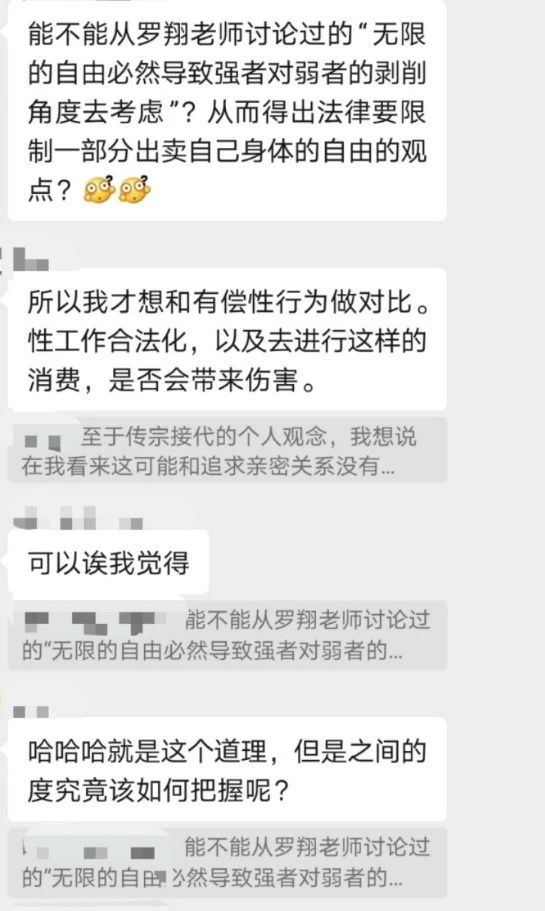 能不能从罗翔老师讨论过的“无限
的自由必然导致强者对弱者的剥削
角度去考虑”？从而得出法律要限
制一部分出卖自己身体的自由的观
点？
所以我才想和有偿性行为做对比。
性工作合法化，以及去进行这样的
消费，是否会带来伤害。
至于传宗接代的个人观念，我想说
在我看来这可能和追求亲密关系没有...
可以诶我觉得
能不能从罗翔老师讨论过
的“无限的自由必然导致强者对弱者的...
哈哈哈就是这个道理，但是之间的
度究竟该如何把握呢？
能不能从罗翔老师讨论过
的“无限的自由必然导致强者对弱者的...